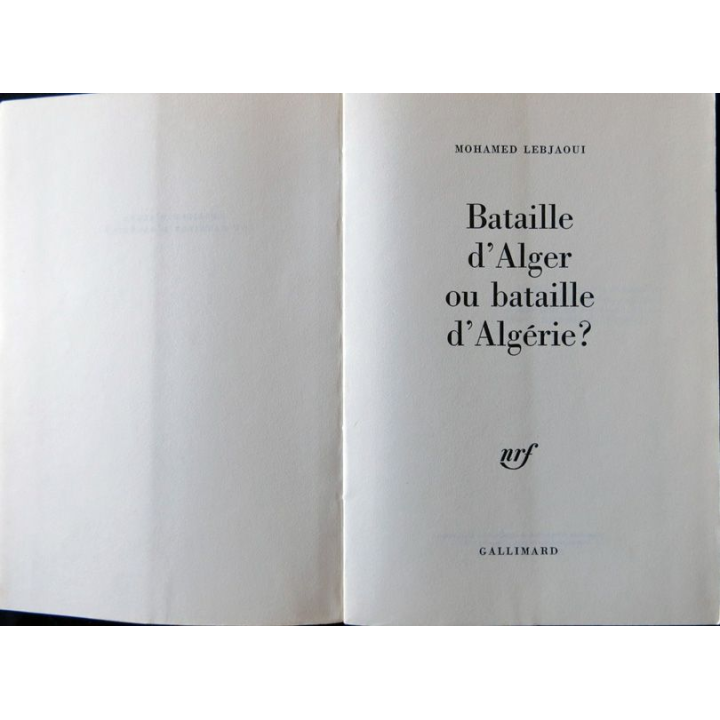 MOHAMED LEBJAOUI
Bataille
d'Alger
ou bataille
d'Algérie?
nrf
GALLIMARD